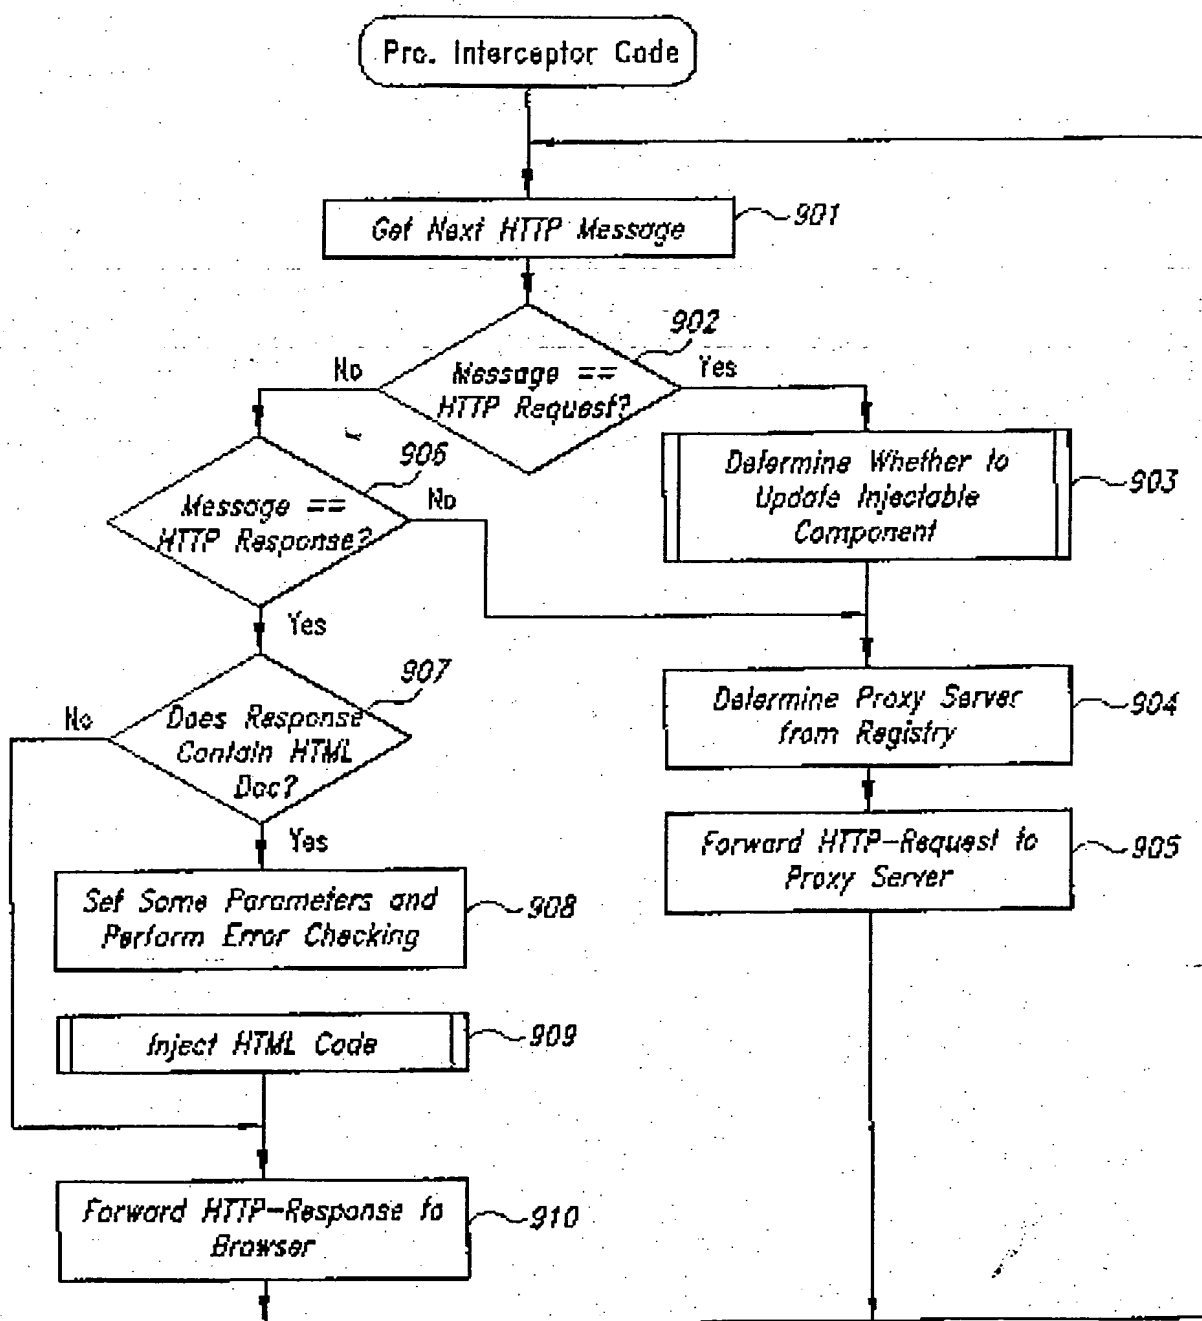 Pro. Interceptor Code
Get Next HTTP Message
901
902
No
Message ==
HTTP Request?
Yes
906
Message ==
HTTP Response?
No
Determine Whether to
Update Injectable
Component
903
Yes
907
No
Does Response
Contain HTML
Doc?
Determine Proxy Server
from Registry
904
Yes
Forward HTTP-Request to
Proxy Server
905
Set Some Parameters and
Perform Error Checking
908
Inject HTML Code
909
Forward HTTP-Response to
Browser
910